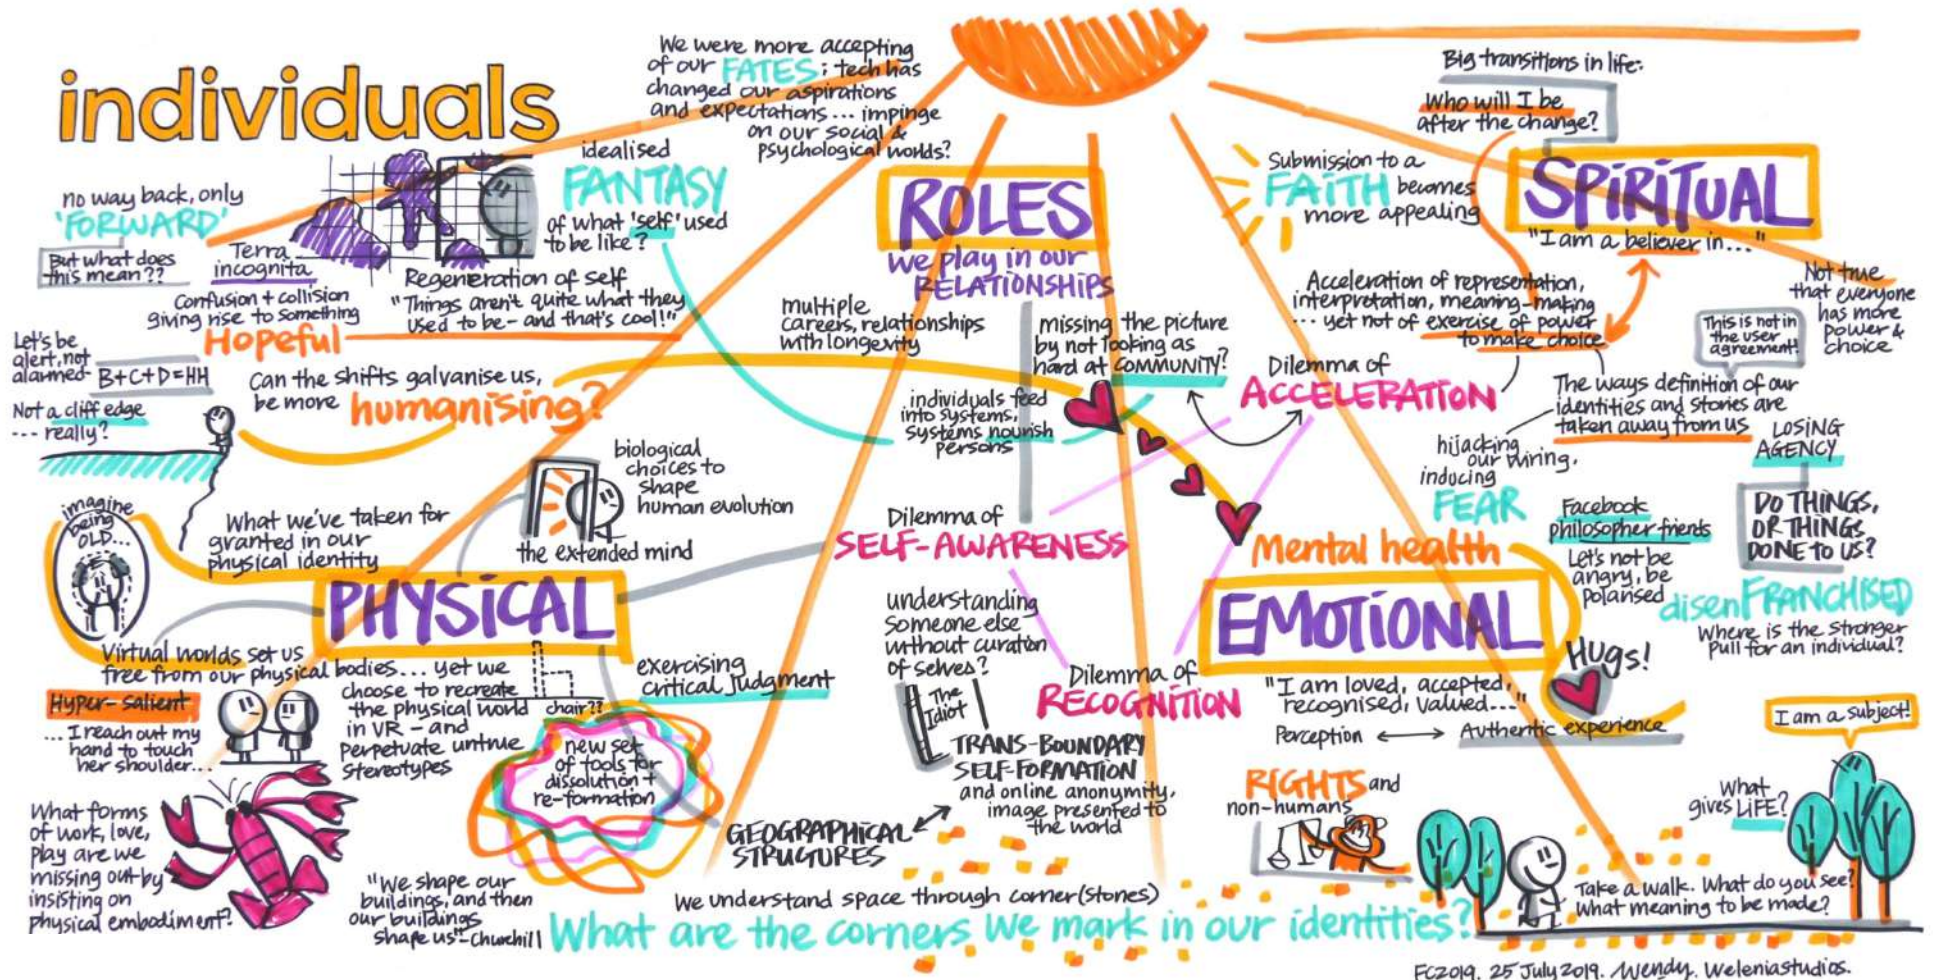 individuals
We were more accepting
of our FATES; tech has
changed our aspirations
and expectations... impinge
on our social &
psychological worlds?
no way back, only
'FORWARD'
But what does
this mean??
Terra
incognita
Confusion + collision
giving rise to something
Hopeful
idealised
FANTASY
of what 'self' used
to be like?
Regeneration of self
"Things aren't quite what they
used to be - and that's cool!"
Let's be
alert, not
alarmed
B+C+D=HH
Not a cliff edge
... really?
Can the shifts galvanise us,
be more humanising?
ROLES
we play in our
RELATIONSHIPS
multiple
careers, relationships
with longevity
missing the picture
by not looking as
hard at COMMUNITY?
individuals feed
into systems,
systems nourish
persons
Big transitions in life:
Who will I be
after the change?
Submission to a
FAITH becomes
more appealing
SPIRITUAL
"I am a believer in..."
Not true
that everyone
has more
power &
choice
Acceleration of representation,
interpretation, meaning-making
... yet not of exercise of power
to make choice
This is not in
the user
agreement!
Dilemma of
ACCELERATION
The ways definition of our
identities and stories are
taken away from us
hijacking
our wiring,
inducing
FEAR
LOSING
AGENCY
DO THINGS,
OR THINGS
DONE TO US?
Facebook
philosopher friends
Let's not be
angry, be
polarised
disenFRANCHISED
Where is the stronger
pull for an individual?
imagine
being
OLD...
What we've taken for
granted in our
physical identity
biological
choices to
shape
human evolution
the extended mind
PHYSICAL
Virtual worlds set us
free from our physical bodies... yet we
choose to recreate
the physical world
in VR - and
perpetuate untrue
stereotypes
chair??
Hyper-salient
... I reach out my
hand to touch
her shoulder...
exercising
critical judgment
new set
of tools for
dissolution +
re-formation
What forms
of work, love,
play are we
missing out by
insisting on
physical embodiment?
"We shape our
buildings, and then
our buildings
shape us" - Churchill
Dilemma of
SELF-AWARENESS
understanding
someone else
without curation
of selves?
The
Idiot
TRANS-BOUNDARY
SELF-FORMATION
and online anonymity,
image presented to
the world
GEOGRAPHICAL
STRUCTURES
Dilemma of
RECOGNITION
Mental health
EMOTIONAL
"I am loved, accepted,
recognised, valued..."
Perception
Authentic experience
Hugs!
RIGHTS and
non-humans
I am a subject!
What
gives LIFE?
Take a walk. What do you see?
What meaning to be made?
We understand space through corner(stones)
What are the corners we mark in our identities?
FC2019. 25 July 2019. Wendy. Weleniastudios.